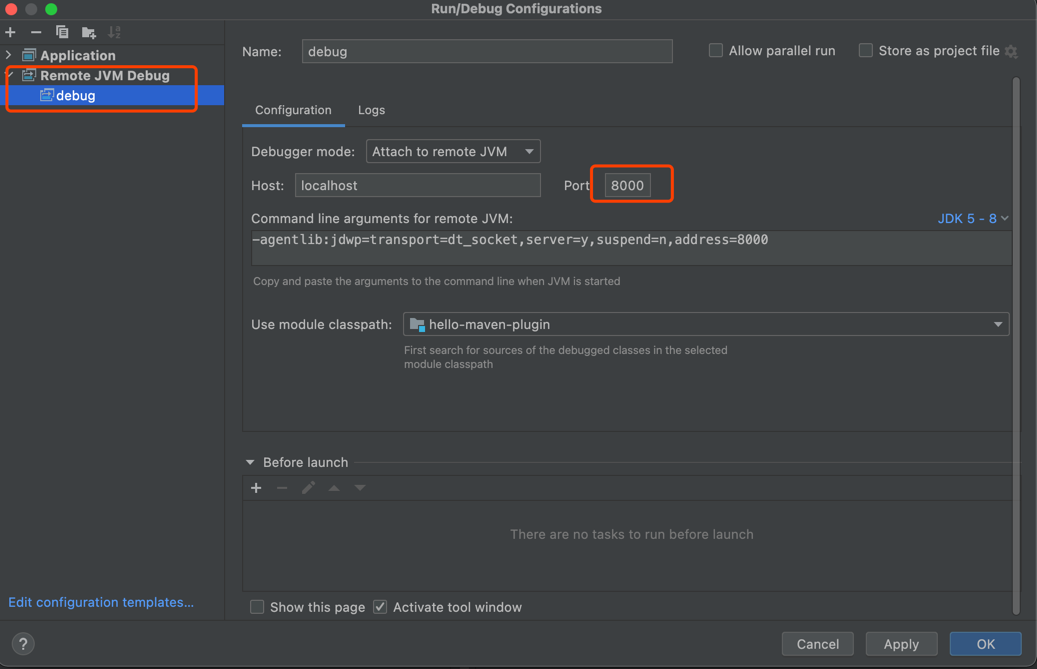 Run/Debug Configurations
Application
Remote JVM Debug
debug
Name: debug
Allow parallel run
Store as project file
Configuration
Logs
Debugger mode: Attach to remote JVM
Host: localhost
Port 8000
Command line arguments for remote JVM:
JDK 5 - 8
-agentlib:jdwp=transport=dt_socket,server=y,suspend=n,address=8000
Copy and paste the arguments to the command line when JVM is started
Use module classpath: hello-maven-plugin
First search for sources of the debugged classes in the selected
module classpath
Before launch
There are no tasks to run before launch
Show this page
Activate tool window
Edit configuration templates...
?
Cancel
Apply
OK